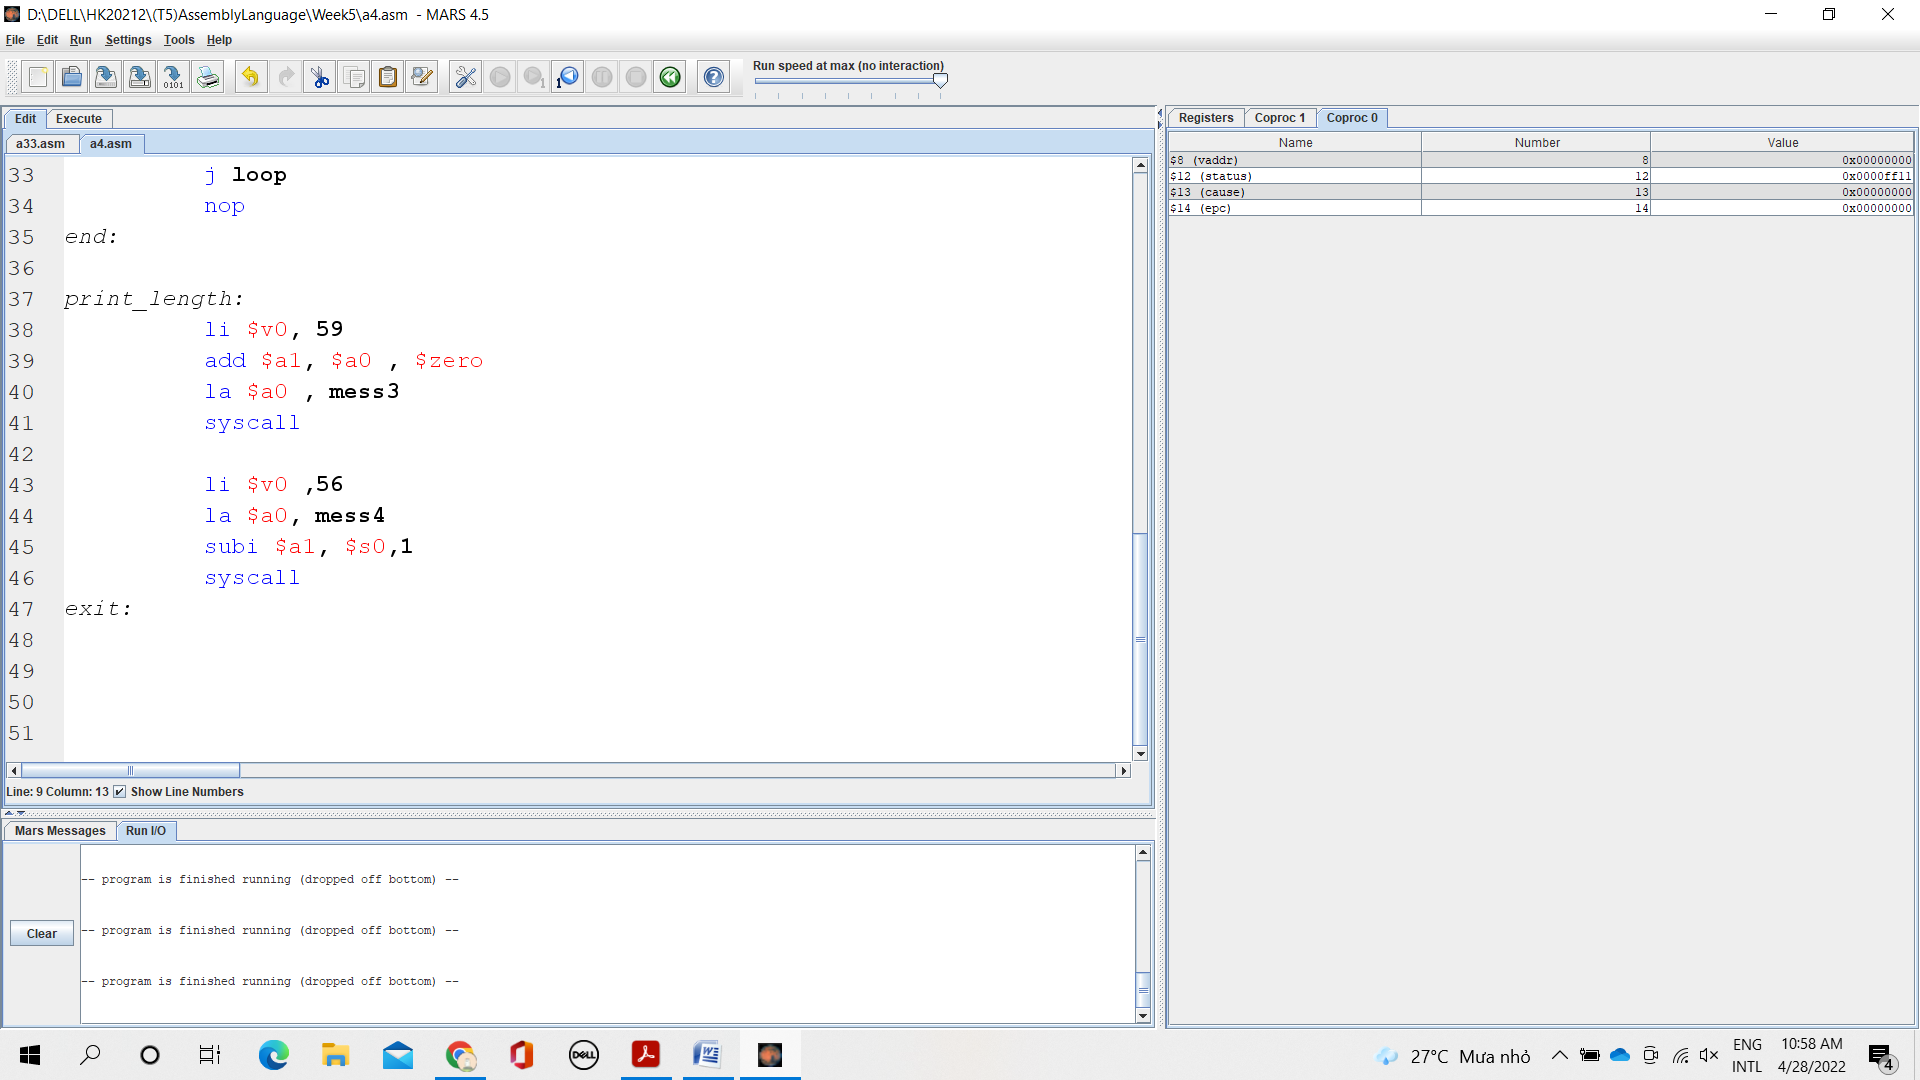 D:\DELL\HK20212\(T5)AssemblyLanguage\Week5\a4.asm - MARS 4.5
File Edit Run Settings Tools Help
Run speed at max (no interaction)
Edit Execute
a33.asm a4.asm
33 j loop
34 nop
35 end:
36
37 print_length:
38 li $v0, 59
39 add $a1, $a0 , $zero
40 la $a0 , mess3
41 syscall
42
43 li $v0 ,56
44 la $a0, mess4
45 subi $a1, $s0,1
46 syscall
47 exit:
48
49
50
51
Line: 9 Column: 13 Show Line Numbers
Mars Messages Run I/O
Clear
-- program is finished running (dropped off bottom) --
-- program is finished running (dropped off bottom) --
-- program is finished running (dropped off bottom) --
Registers Coproc 1 Coproc 0
Name Number Value
$8 (vaddr) 8 0x00000000
$12 (status) 12 0x0000ff11
$13 (cause) 13 0x00000000
$14 (epc) 14 0x00000000
27°C Mưa nhỏ
ENG
INTL
10:58 AM
4/28/2022
4